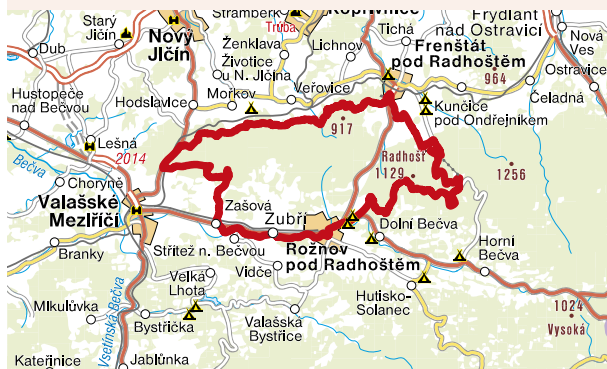 Starý
Jičín
Štramberk
Trúba
Kopřivnice
Tichá
Frýdlant
nad Ostravicí
Nová
Ves
Dub
Nový
Jičín
Ženklava
Životice
u N. Jičína
Lichnov
Frenštát
pod Radhoštěm
964
Ostravice
Hustopeče
nad Bečvou
Hodslavice
Mořkov
Veřovice
Kunčice
pod Ondřejníkem
Čeladná
917
Lešná
2014
Bečva
Choryně
Radhošť
1129
1256
Valašské
Meziříčí
Zašová
Zubří
Dolní Bečva
Horní
Bečva
Branky
Střítež n. Bečvou
Rožnov
pod Radhoštěm
Vidče
Velká
Lhota
Hutisko-
Solanec
Mikulůvka
Vsetínská Bečva
Bystřička
Valašská
Bystřice
1024
Vysoká
Kateřinice
Jablůnka